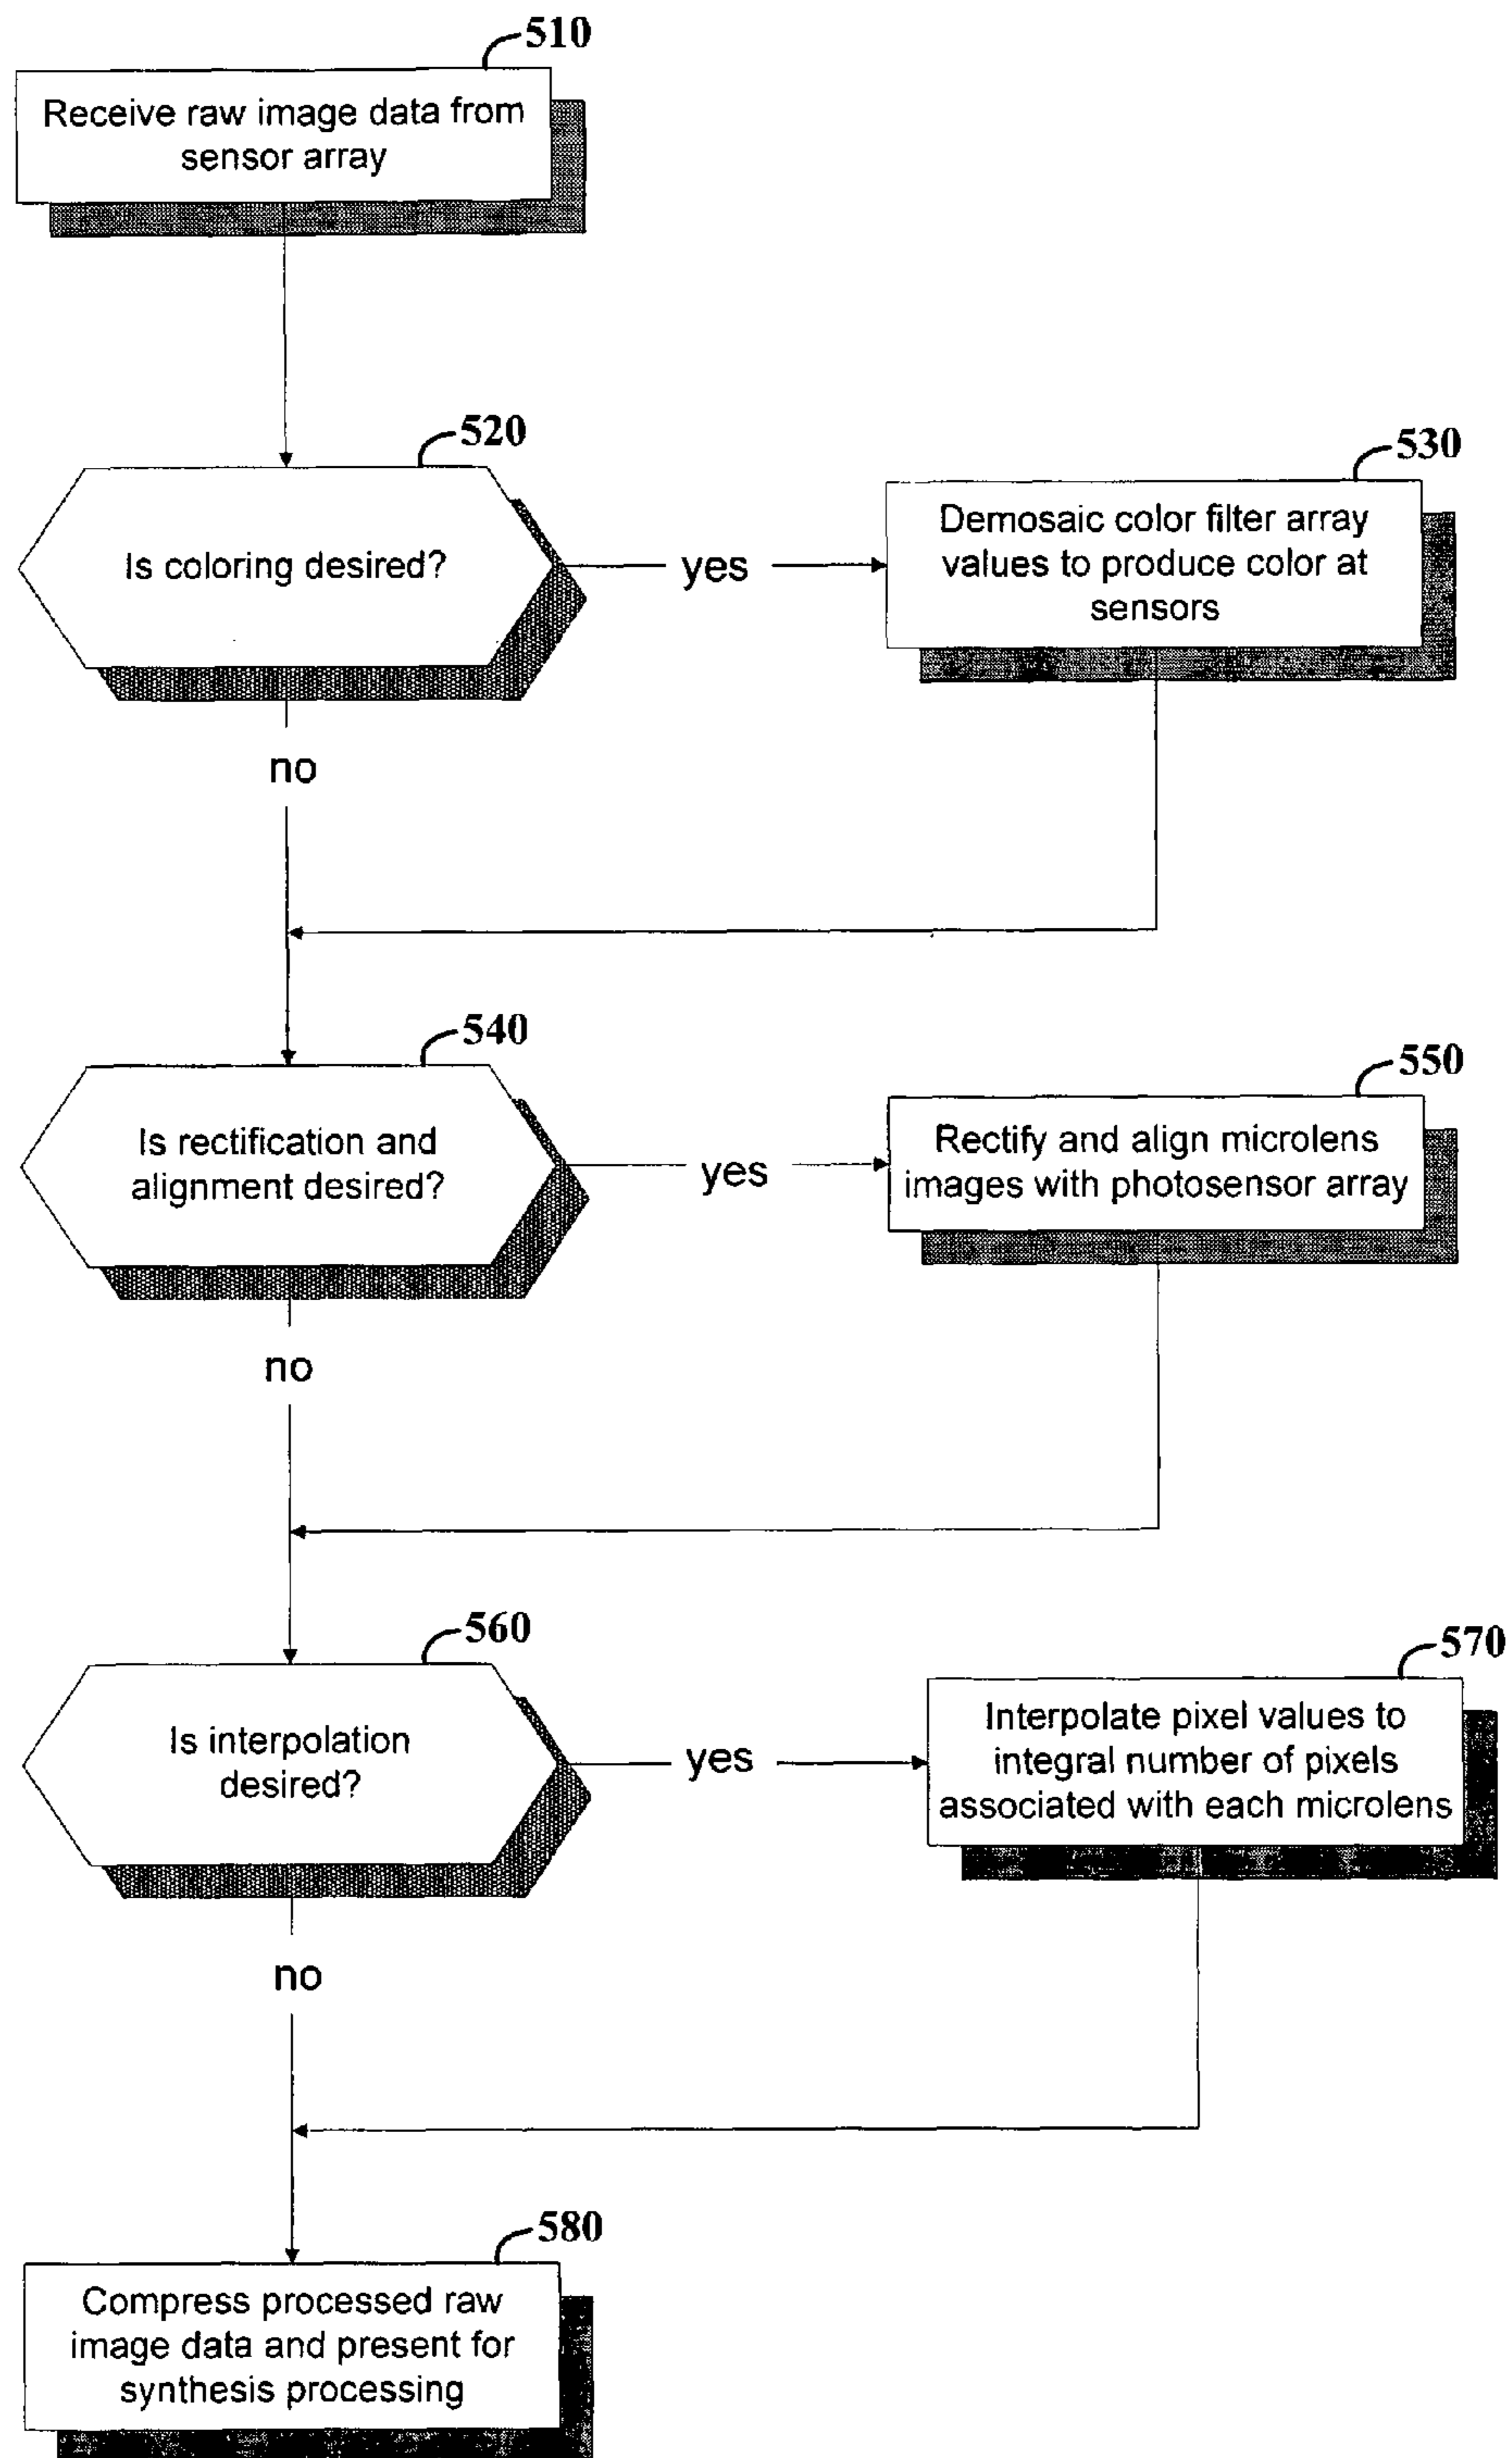 510
Receive raw image data from
sensor array
520
Is coloring desired?
yes
530
Demosaic color filter array
values to produce color at
sensors
no
540
Is rectification and
alignment desired?
yes
550
Rectify and align microlens
images with photosensor array
no
560
Is interpolation
desired?
yes
570
Interpolate pixel values to
integral number of pixels
associated with each microlens
no
580
Compress processed raw
image data and present for
synthesis processing